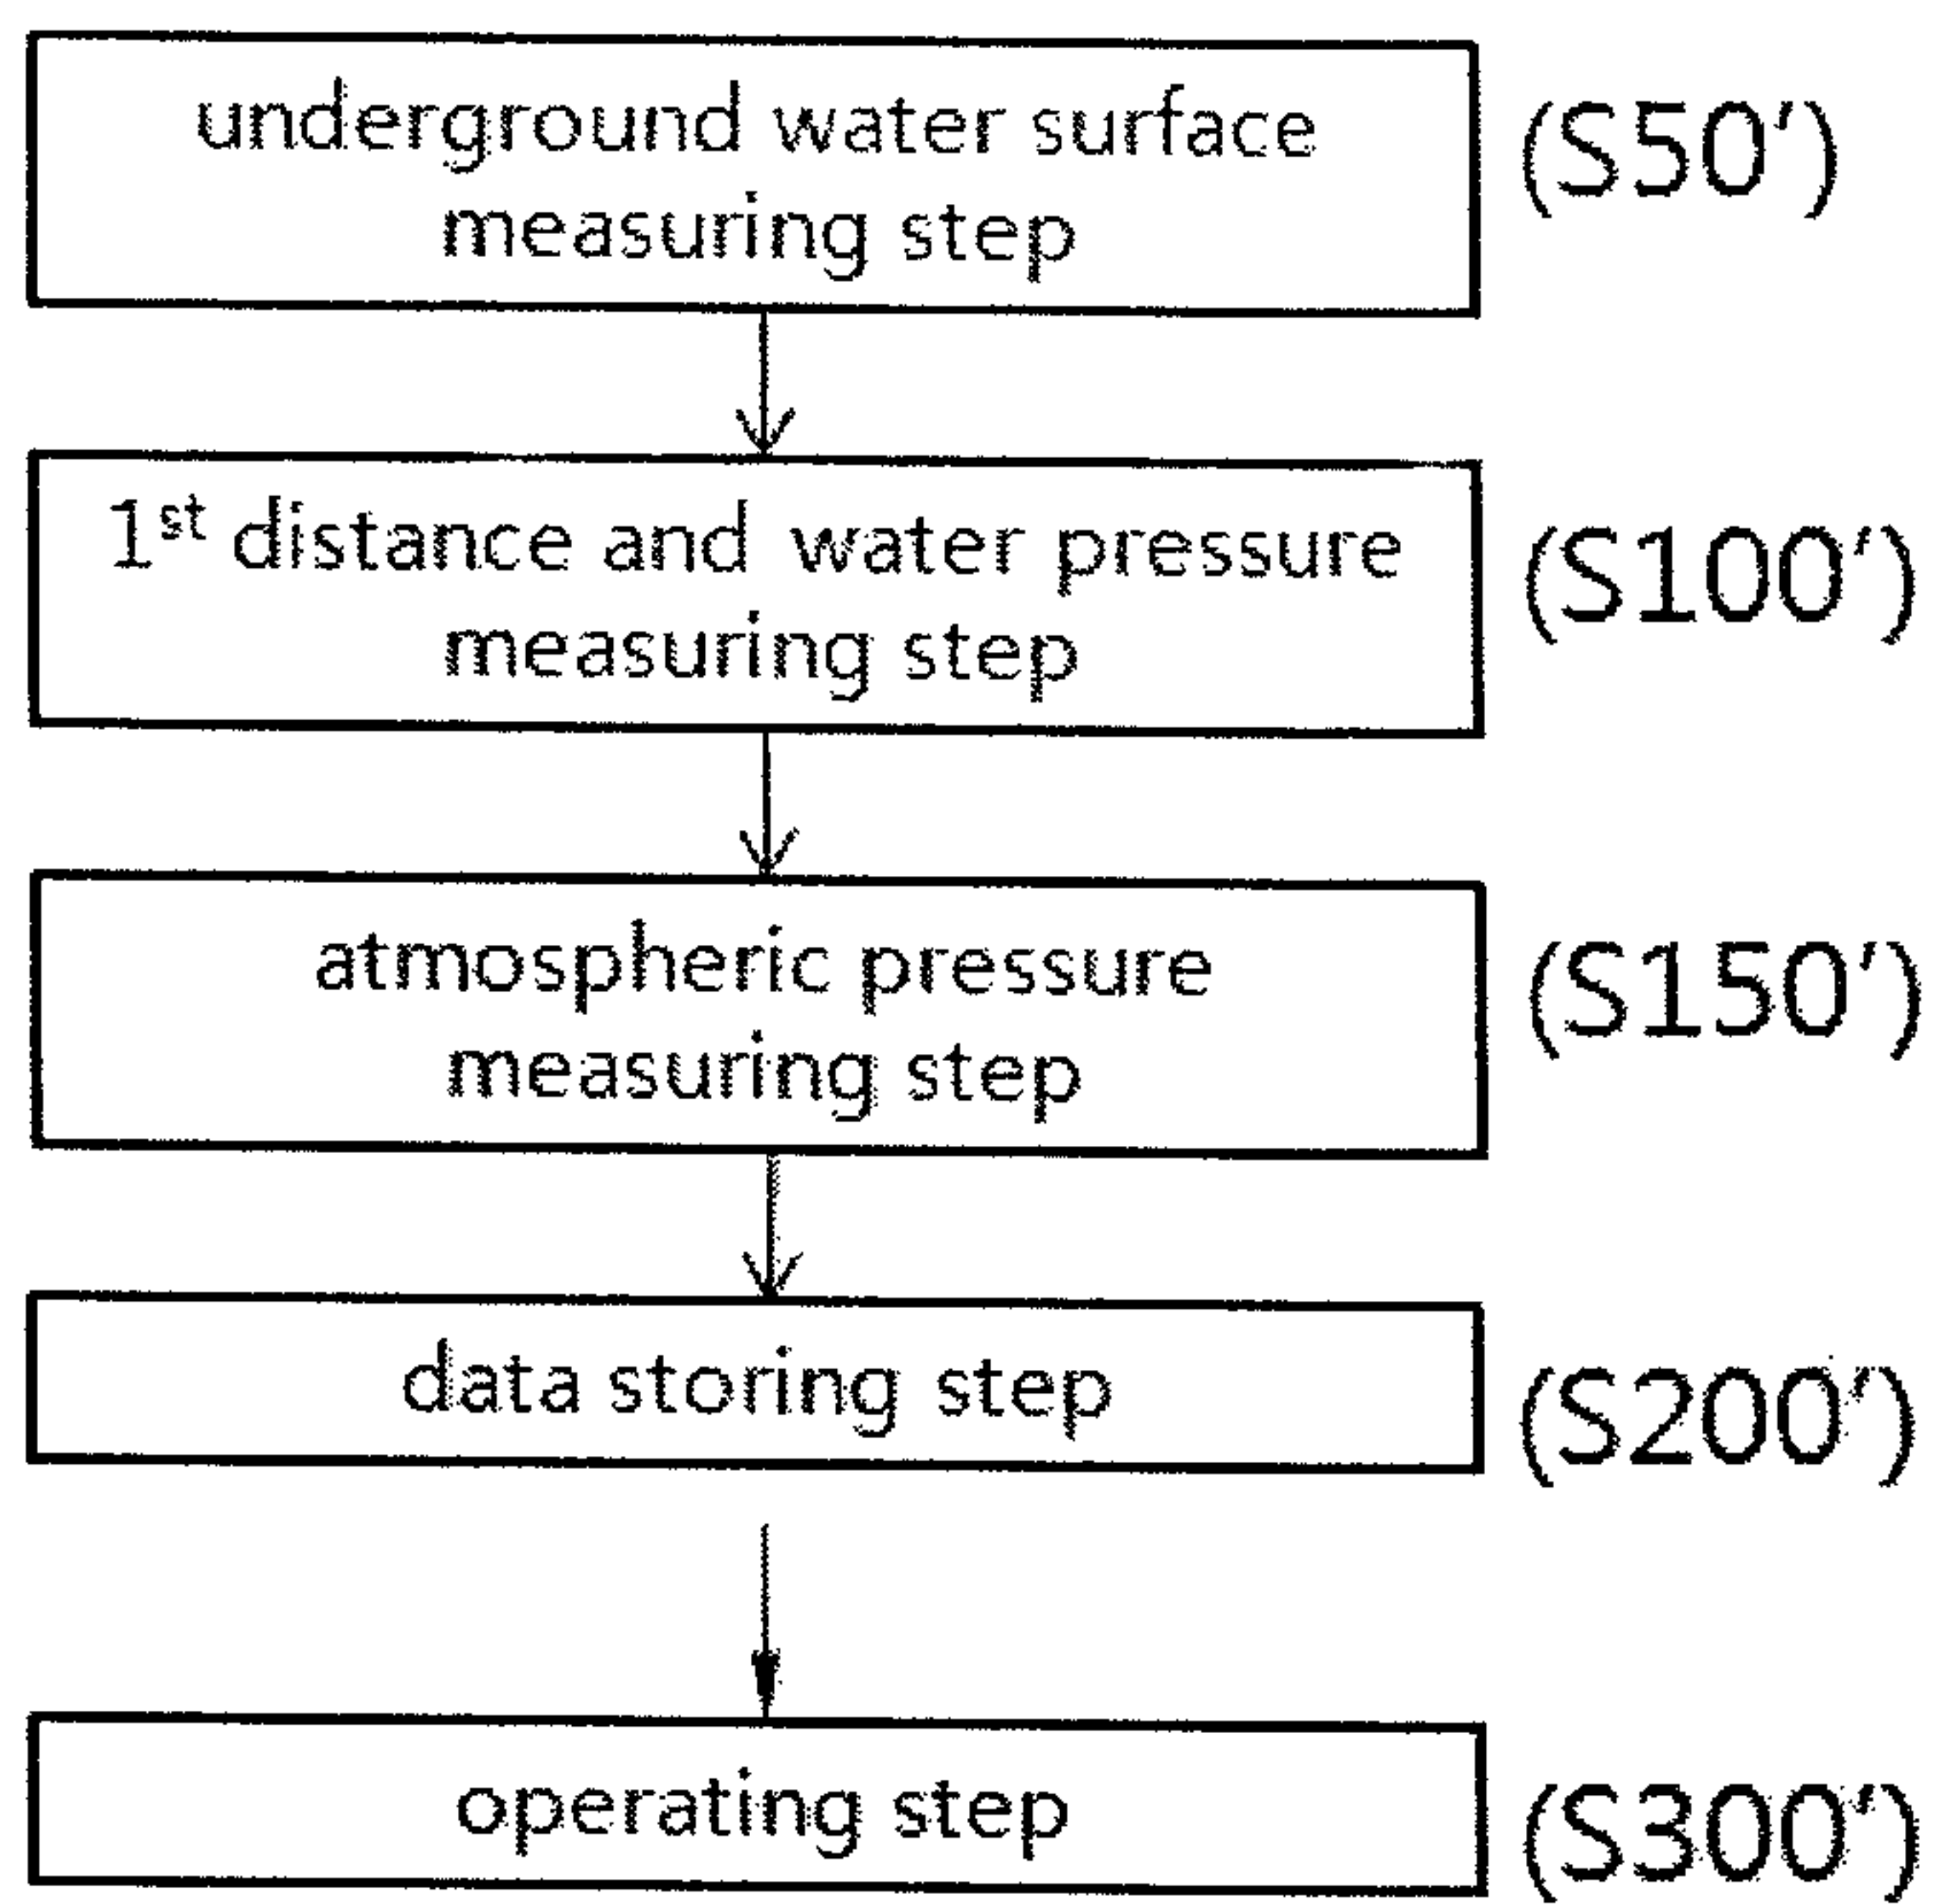 underground water surface
measuring step
(S50′)
1st distance and water pressure
measuring step
(S100′)
atmospheric pressure
measuring step
(S150′)
data storing step
(S200′)
operating step
(S300′)